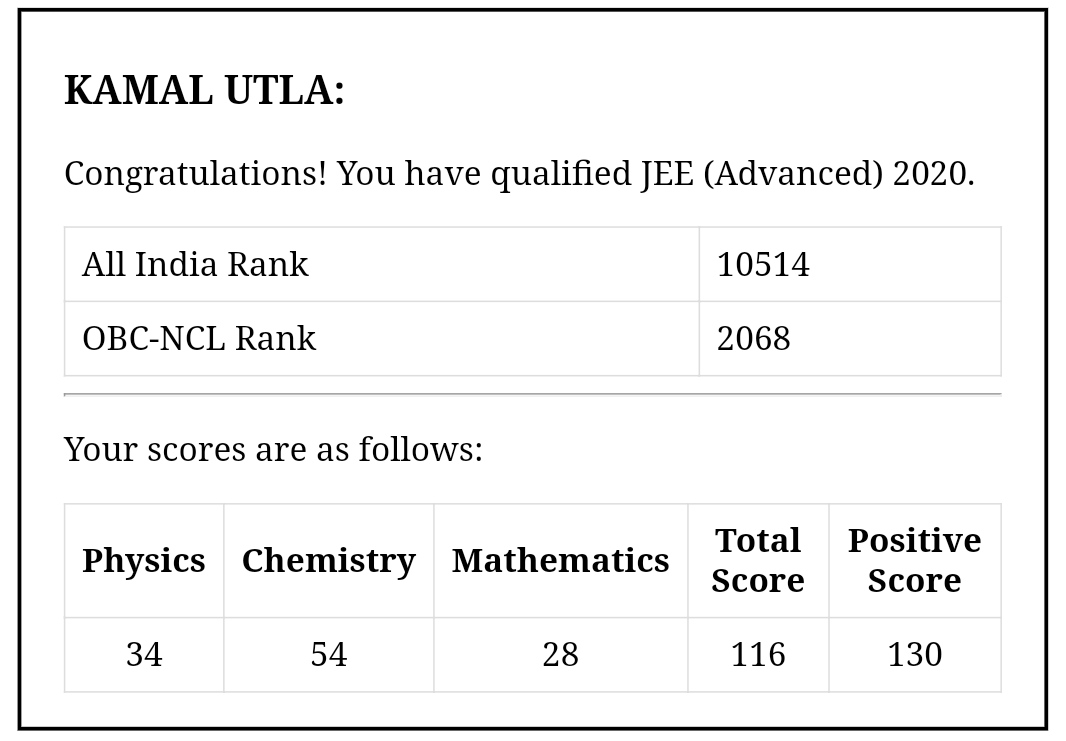 KAMAL UTLA:
Congratulations! You have qualified JEE (Advanced) 2020.
All India Rank 10514
OBC-NCL Rank 2068
Your scores are as follows:
Physics Chemistry Mathematics Total Score Positive Score
34 54 28 116 130